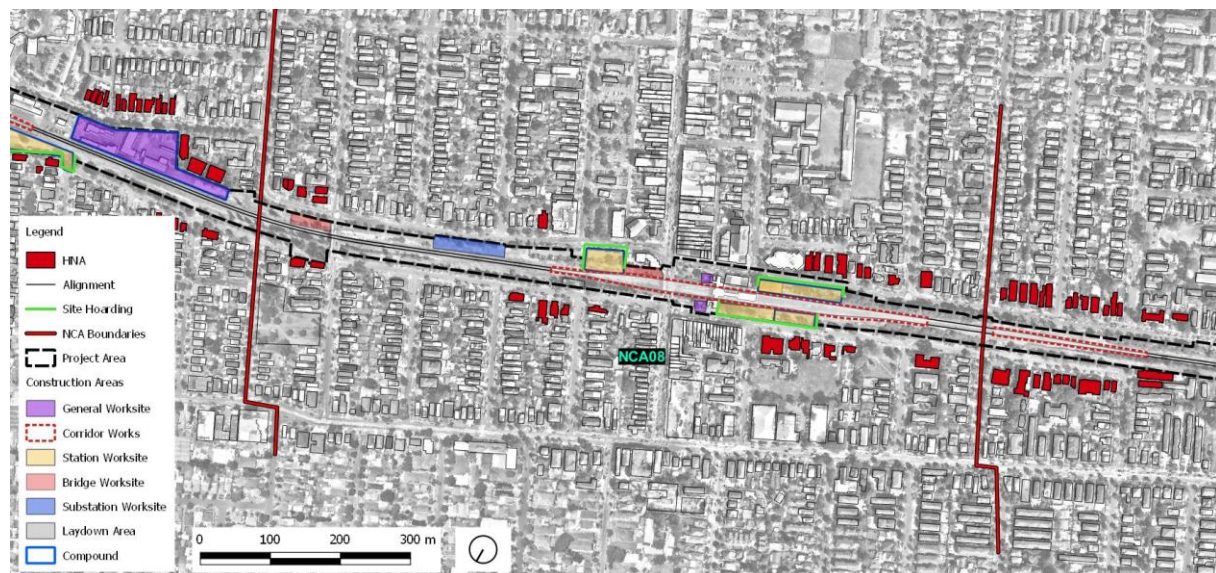 NCA08
Legend
HNA
Alignment
Site Hoarding
NCA Boundaries
Project Area
Construction Areas
General Worksite
Corridor Works
Station Worksite
Bridge Worksite
Substation Worksite
Laydown Area
Compound
0 100 200 300 m